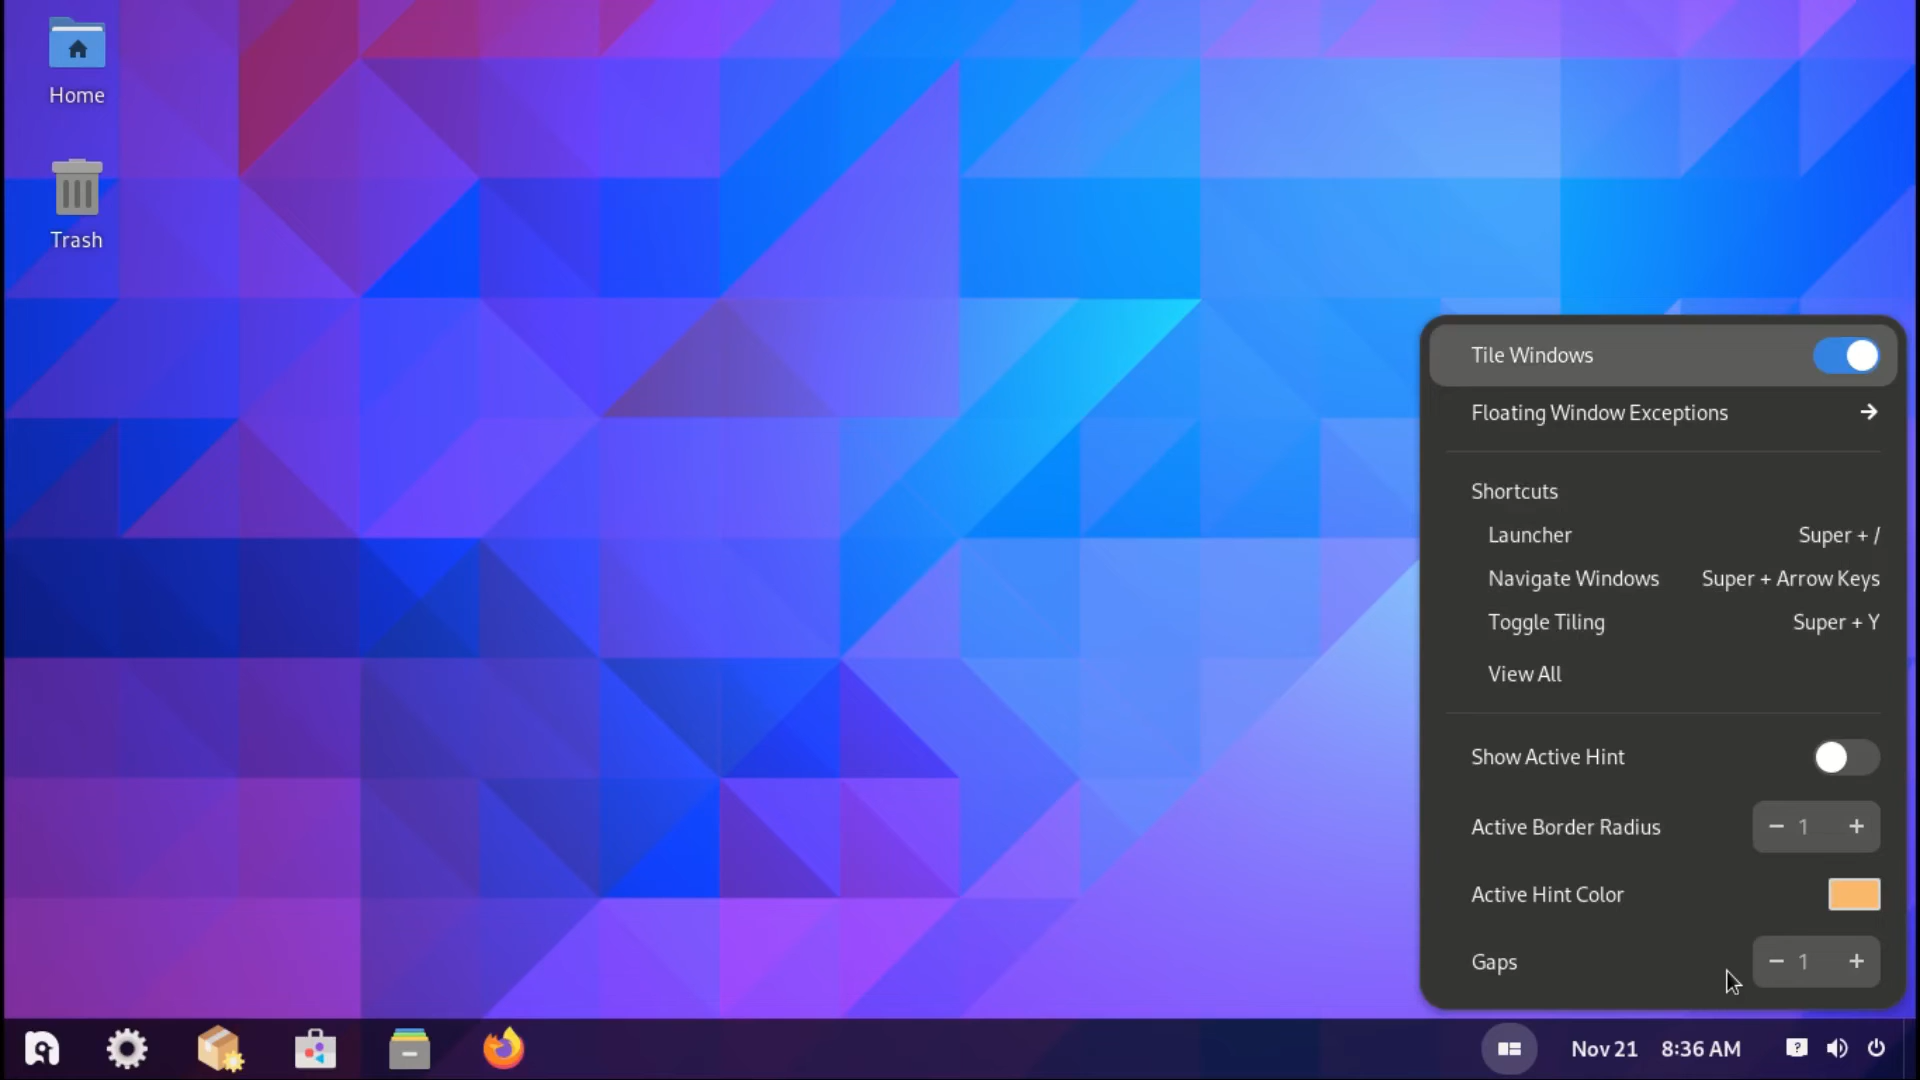 Home
Trash
Tile Windows
Floating Window Exceptions
Shortcuts
Launcher Super + /
Navigate Windows Super + Arrow Keys
Toggle Tiling Super + Y
View All
Show Active Hint
Active Border Radius − 1 +
Active Hint Color
Gaps − 1 +
Nov 21 8:36 AM ?